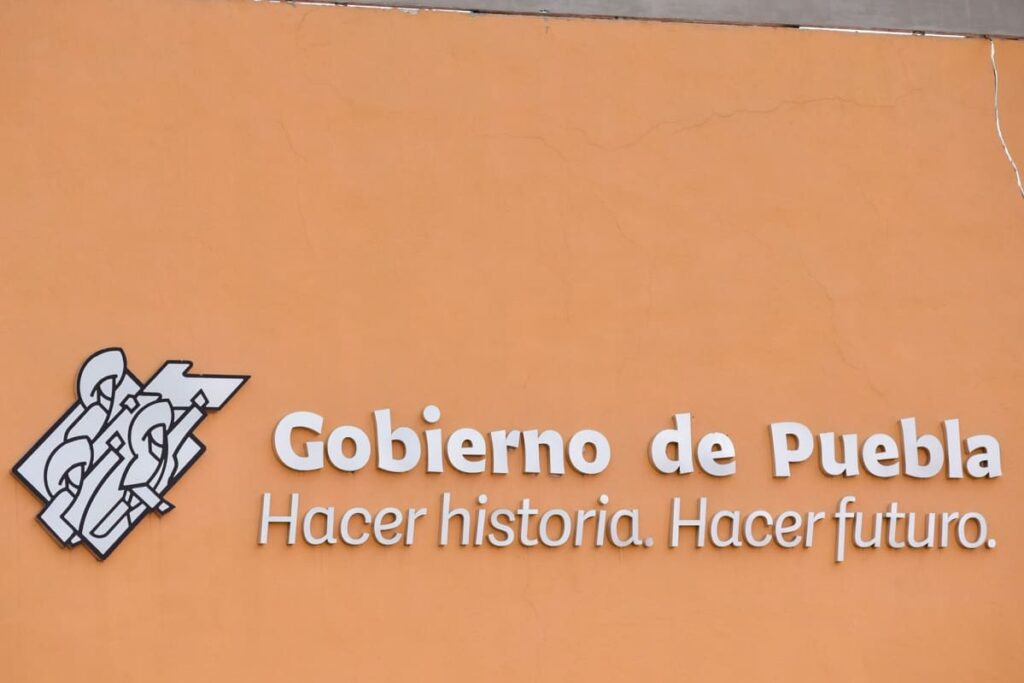 Gobierno de Puebla
Hacer historia. Hacer futuro.